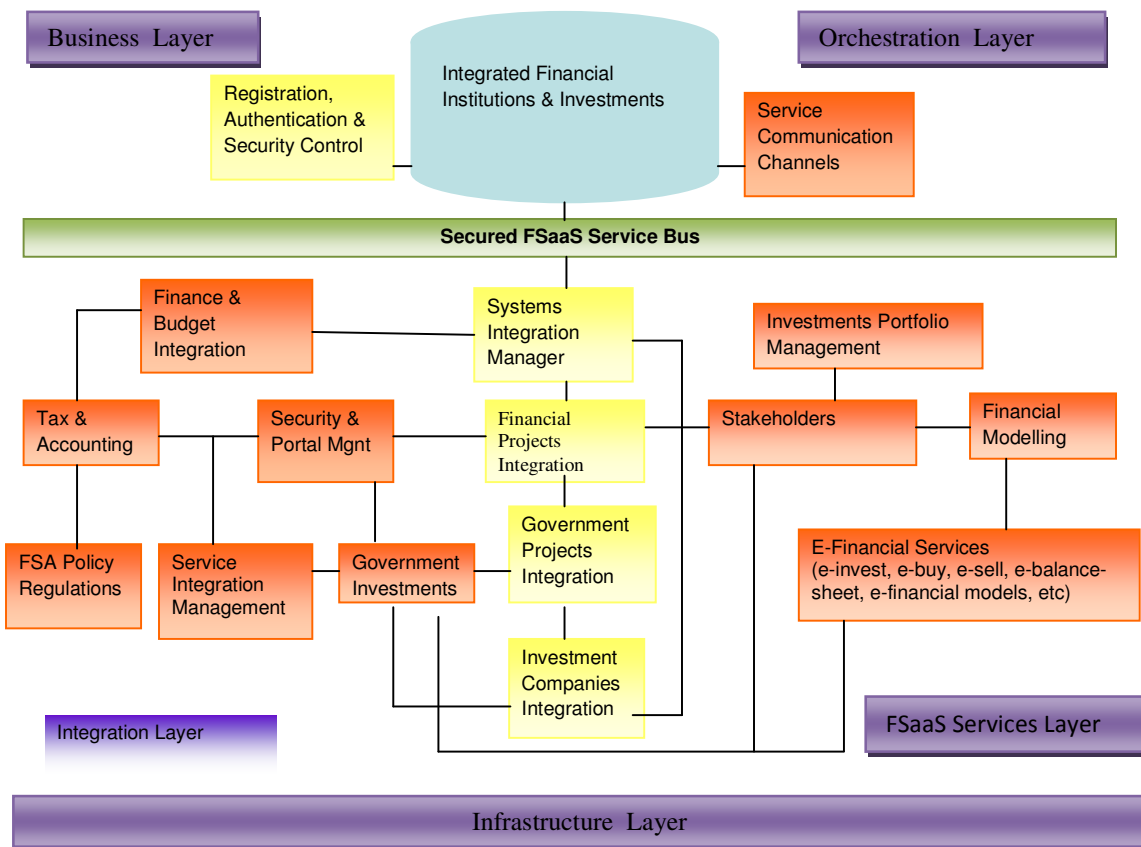 Business Layer
Orchestration Layer
Integrated Financial
Institutions & Investments
Registration,
Authentication &
Security Control
Service
Communication
Channels
Secured FSaaS Service Bus
Finance &
Budget
Integration
Systems
Integration
Manager
Investments Portfolio
Management
Tax &
Accounting
Security &
Portal Mgnt
Financial
Projects
Integration
Stakeholders
Financial
Modelling
FSA Policy
Regulations
Service
Integration
Management
Government
Investments
Government
Projects
Integration
E-Financial Services
(e-invest, e-buy, e-sell, e-balance-
sheet, e-financial models, etc)
Investment
Companies
Integration
Integration Layer
FSaaS Services Layer
Infrastructure Layer